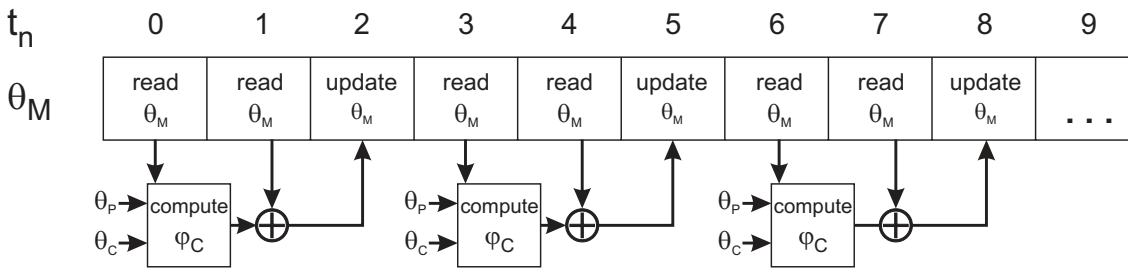 tn 0 1 2 3 4 5 6 7 8 9
θM read θM read θM update θM read θM read θM update θM read θM read θM update θM ...
θP compute θP compute θP compute
θC φC θC φC θC φC